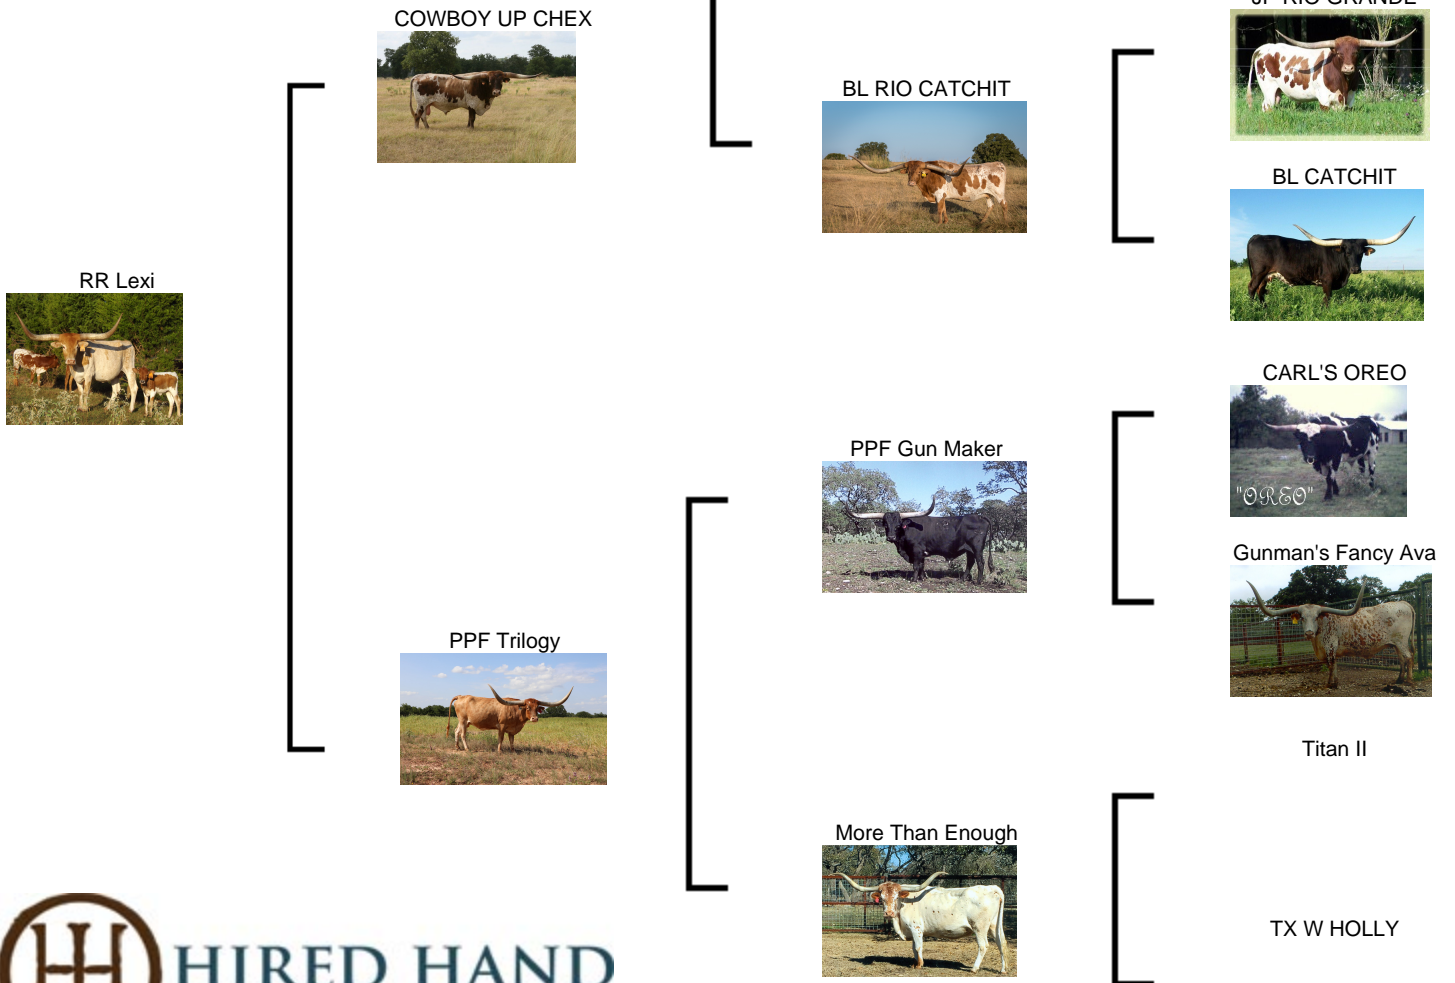 COWBOY UP CHEX
BL RIO CATCHIT
BL CATCHIT
RR Lexi
CARL'S OREO
PPF Gun Maker
"OREO"
Gunman's Fancy Ava
PPF Trilogy
Titan II
More Than Enough
TX W HOLLY
HIRED HAND